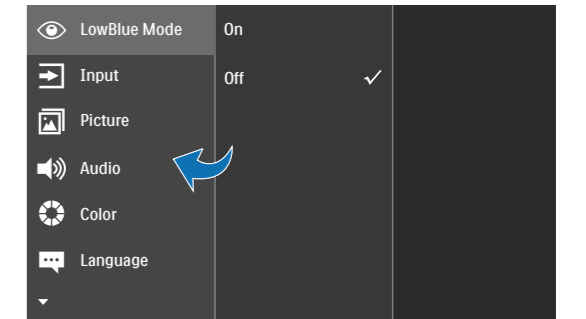 LowBlue Mode
On
Input
Off
Picture
Audio
Color
Language